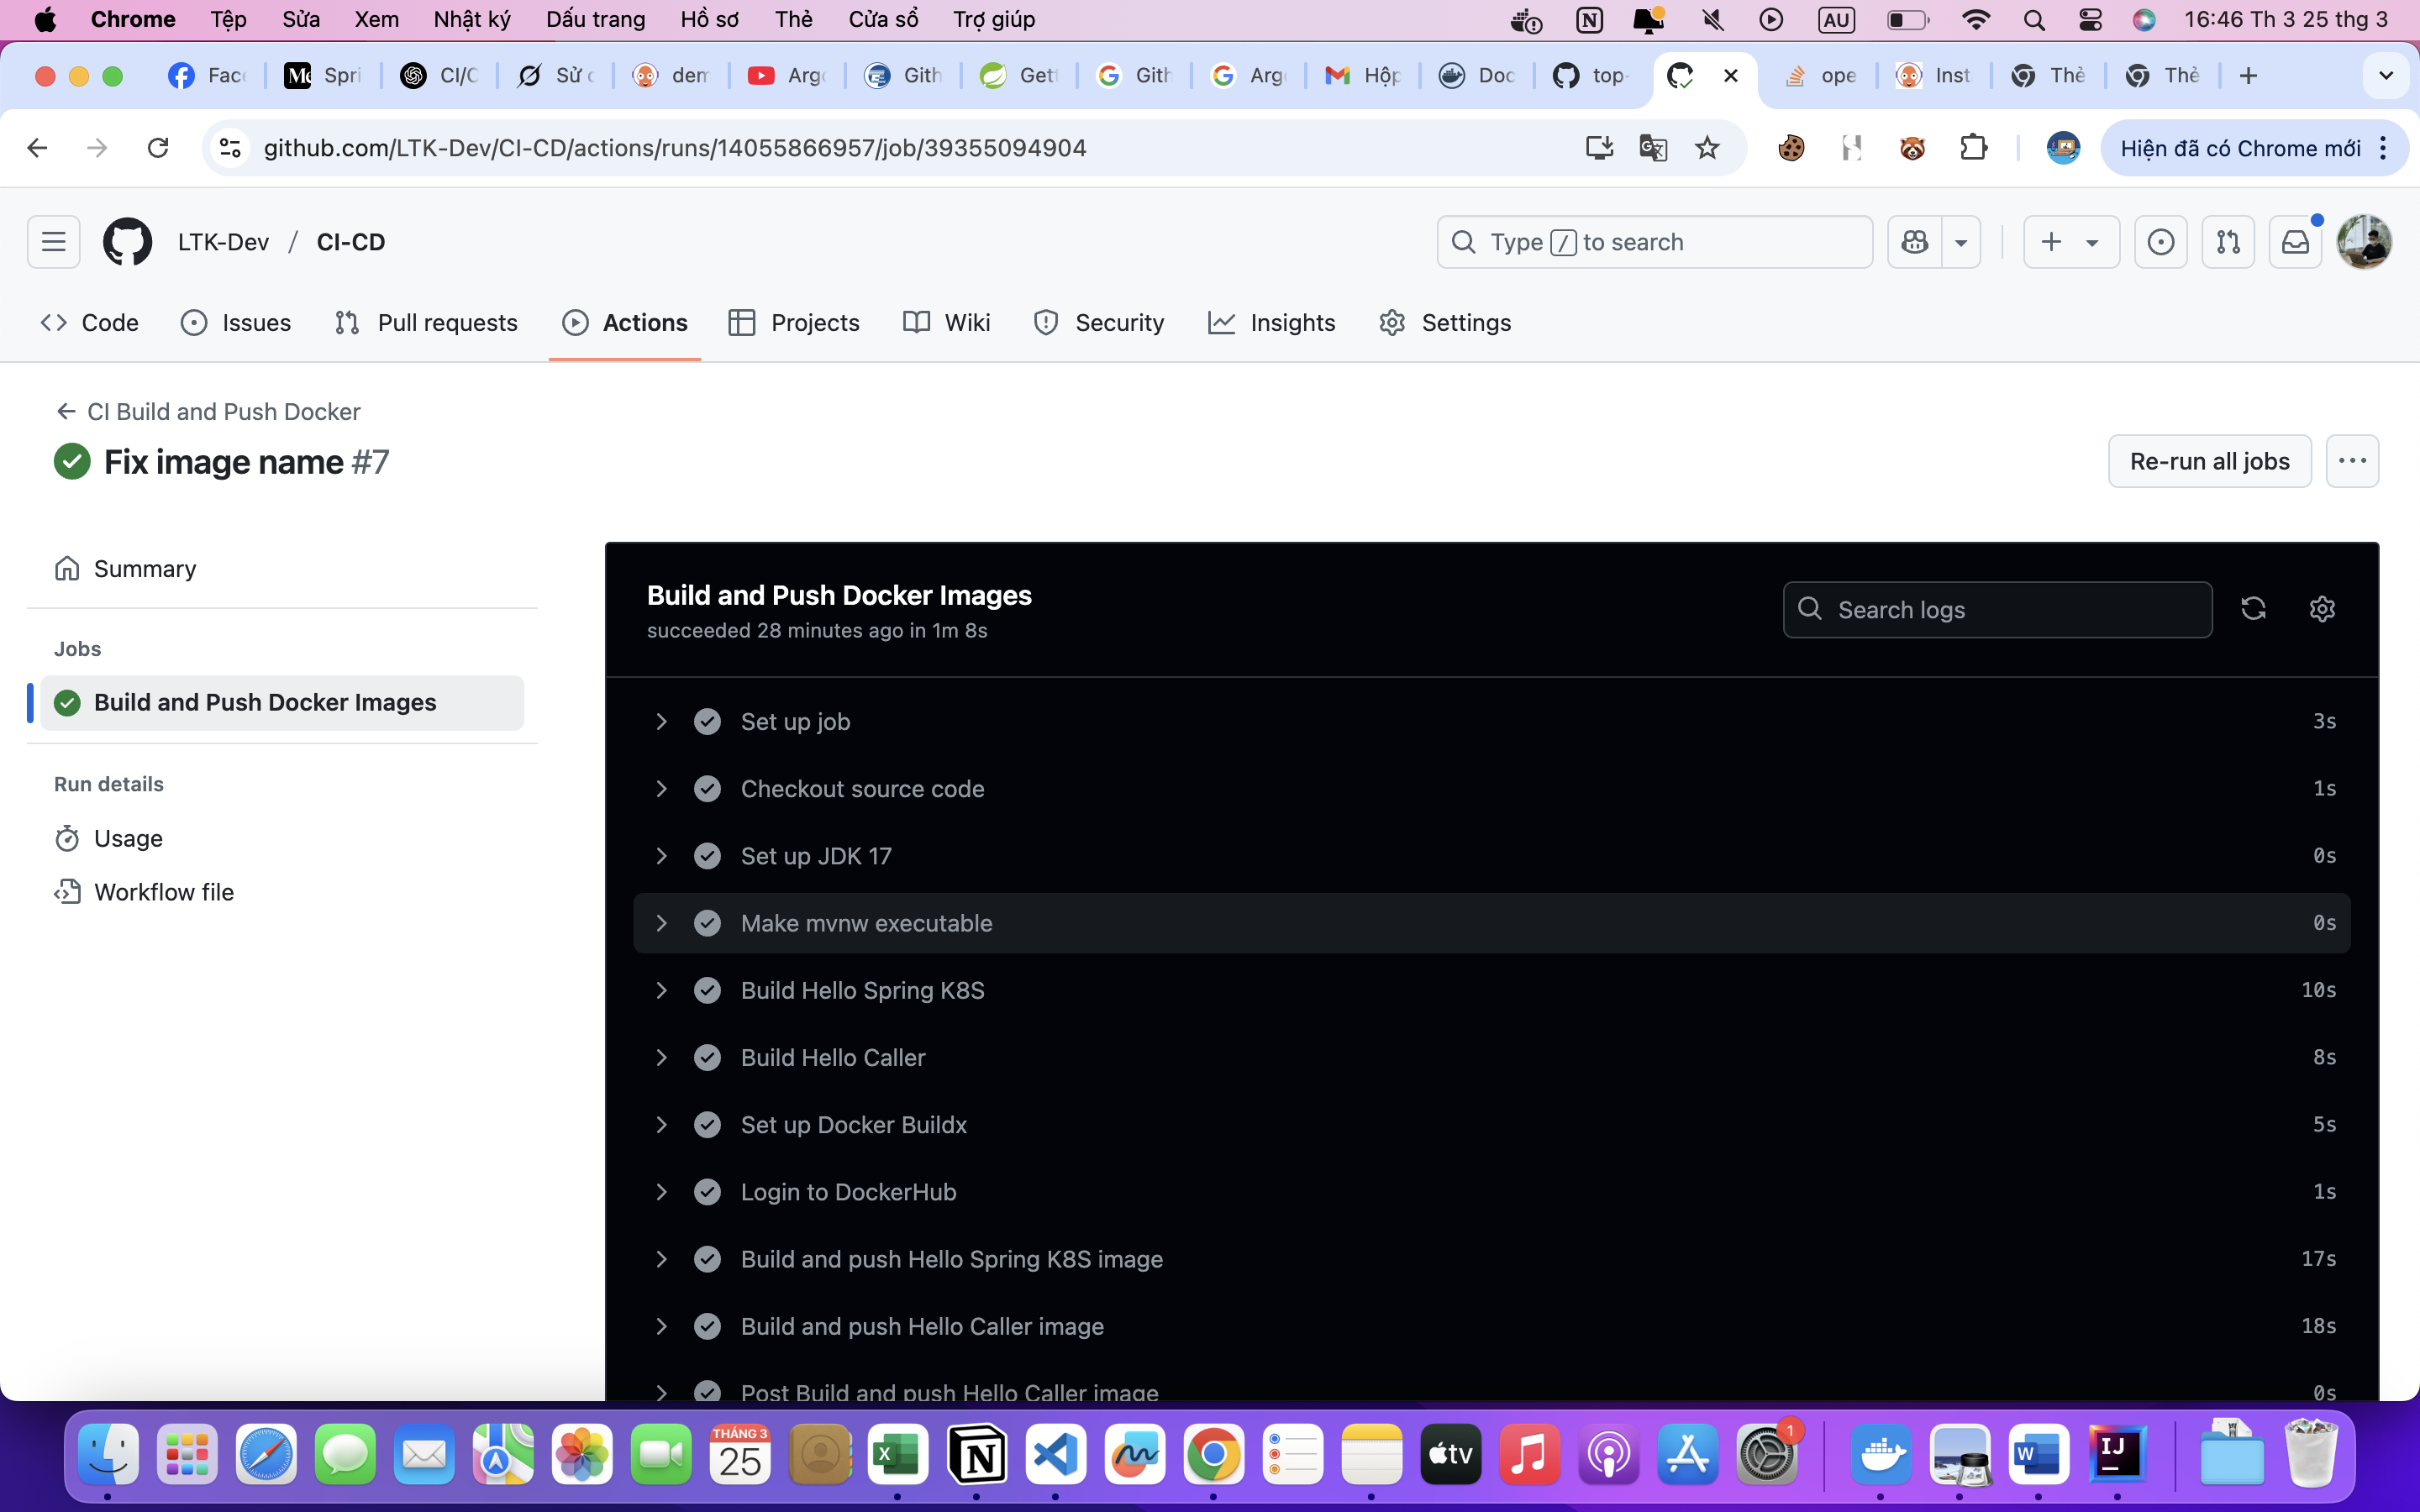 Chrome Tệp Sửa Xem Nhật ký Dấu trang Hồ sơ Thẻ Cửa sổ Trợ giúp AU 16:46 Th 3 25 thg 3
Face Spri CI/C Sử dem Argo Gith Gett Gith Argo Hộp Doc top- ope Inst Thẻ Thẻ
github.com/LTK-Dev/CI-CD/actions/runs/14055866957/job/39355094904 Hiện đã có Chrome mới
LTK-Dev / CI-CD Type / to search
Code Issues Pull requests Actions Projects Wiki Security Insights Settings
CI Build and Push Docker
Fix image name #7
Re-run all jobs
Summary
Jobs
Build and Push Docker Images
Run details
Usage
Workflow file
Build and Push Docker Images
succeeded 28 minutes ago in 1m 8s
Search logs
Set up job 3s
Checkout source code 1s
Set up JDK 17 0s
Make mvnw executable 0s
Build Hello Spring K8S 10s
Build Hello Caller 8s
Set up Docker Buildx 5s
Login to DockerHub 1s
Build and push Hello Spring K8S image 17s
Build and push Hello Caller image 18s
Post Build and push Hello Caller image 0s
THÁNG 3
25
tv
1
W
IJ